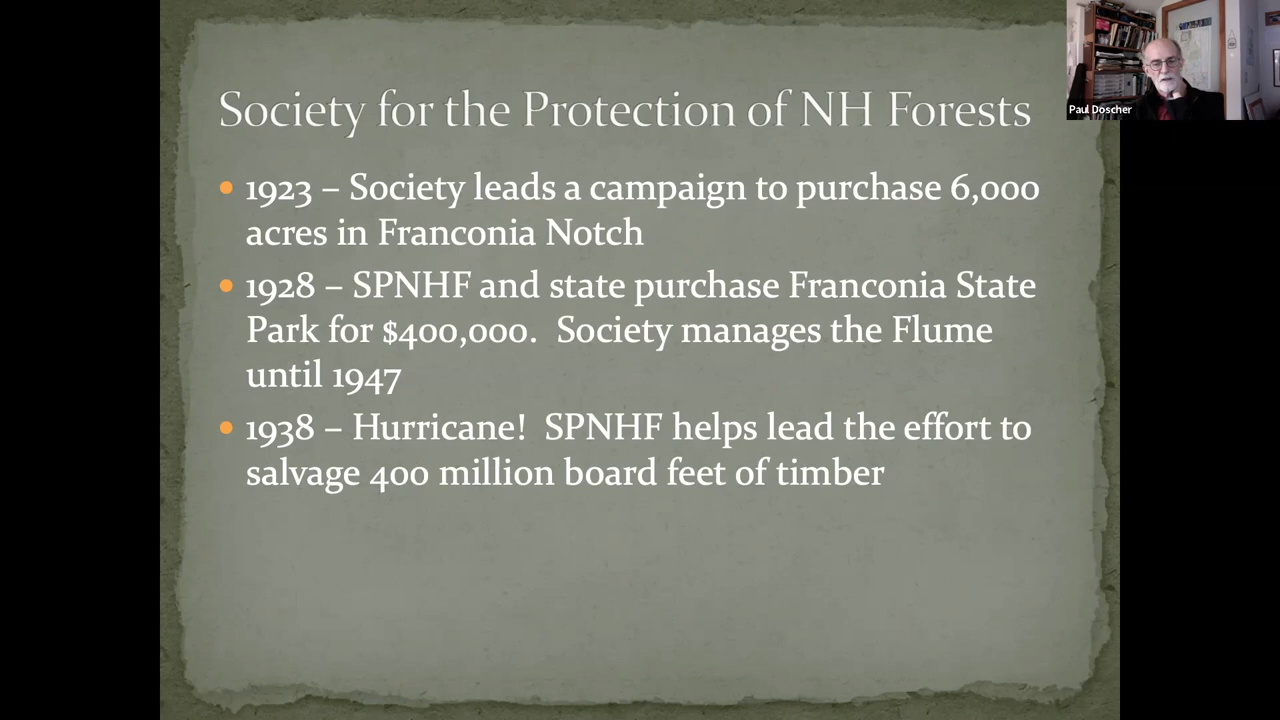 Society for the Protection of NH Forests
Paul Doscher
• 1923 – Society leads a campaign to purchase 6,000
acres in Franconia Notch
• 1928 – SPNHF and state purchase Franconia State
Park for $400,000.  Society manages the Flume
until 1947
• 1938 – Hurricane!  SPNHF helps lead the effort to
salvage 400 million board feet of timber